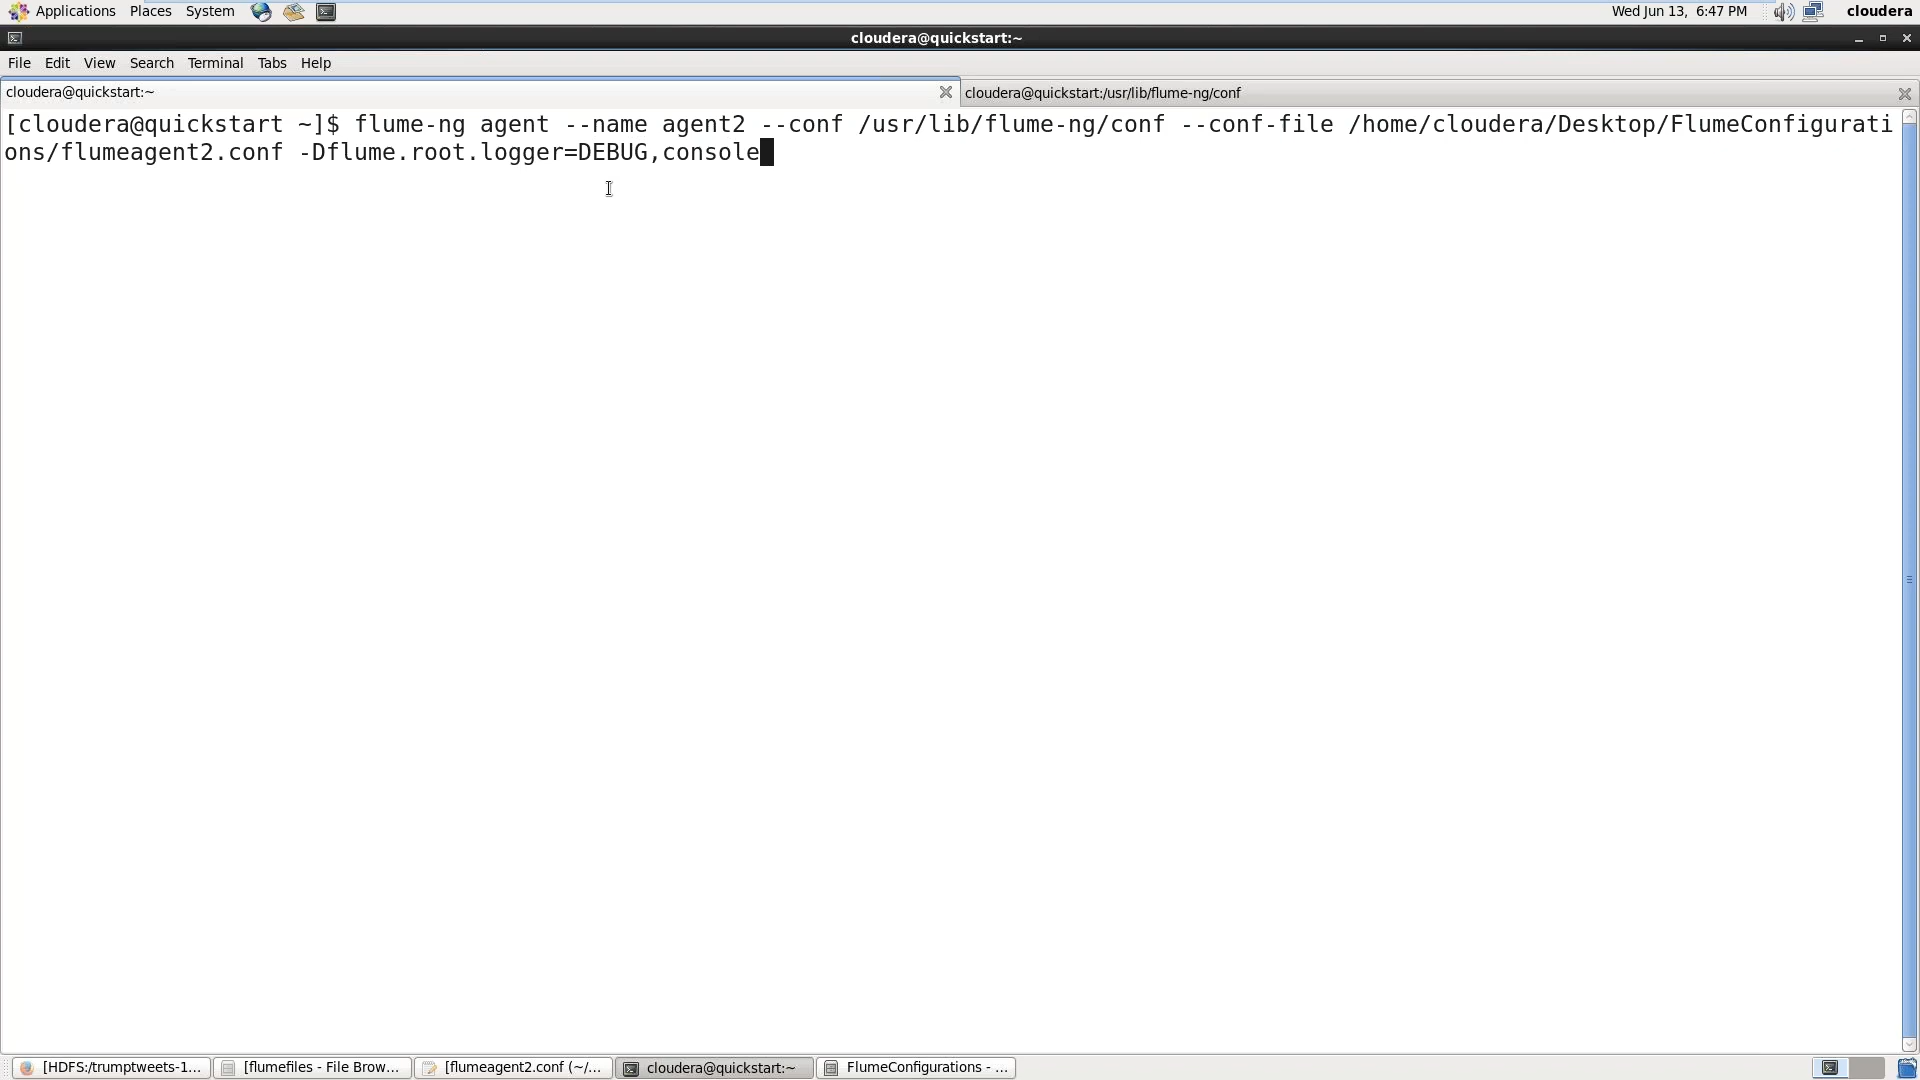 Applications Places System Wed Jun 13, 6:47 PM cloudera
cloudera@quickstart:~
File Edit View Search Terminal Tabs Help
cloudera@quickstart:~ cloudera@quickstart:/usr/lib/flume-ng/conf
[cloudera@quickstart ~]$ flume-ng agent --name agent2 --conf /usr/lib/flume-ng/conf --conf-file /home/cloudera/Desktop/FlumeConfigurati
ons/flumeagent2.conf -Dflume.root.logger=DEBUG,console
[HDFS:/trumptweets-1... [flumefiles - File Brow... [flumeagent2.conf (~/... cloudera@quickstart:~ FlumeConfigurations - ...